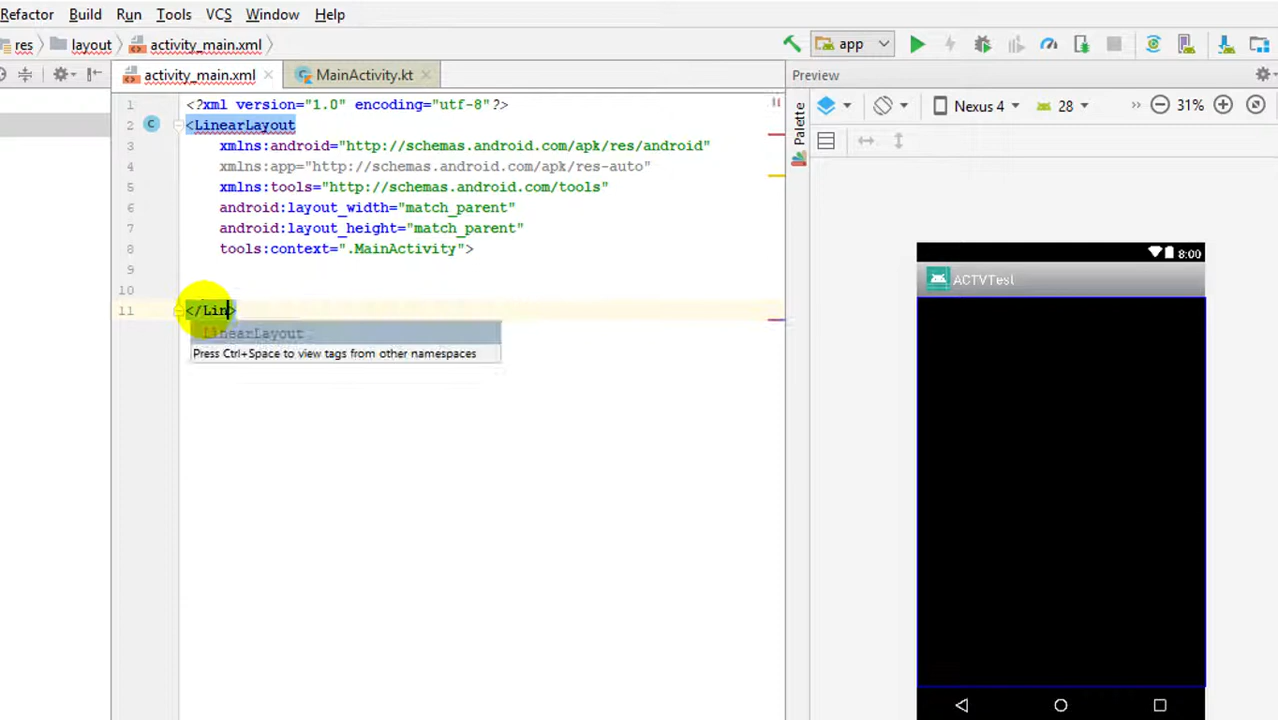 Refactor Build Run Tools VCS Window Help
res layout activity_main.xml app
activity_main.xml MainActivity.kt Preview
Palette
Nexus 4 28 31%
1 <?xml version="1.0" encoding="utf-8"?>
2 <LinearLayout
3 xmlns:android="http://schemas.android.com/apk/res/android"
4 xmlns:app="http://schemas.android.com/apk/res-auto"
5 xmlns:tools="http://schemas.android.com/tools"
6 android:layout_width="match_parent"
7 android:layout_height="match_parent"
8 tools:context=".MainActivity">
9
10
11 </Lin>
LinearLayout
Press Ctrl+Space to view tags from other namespaces
8:00
ACTVTest